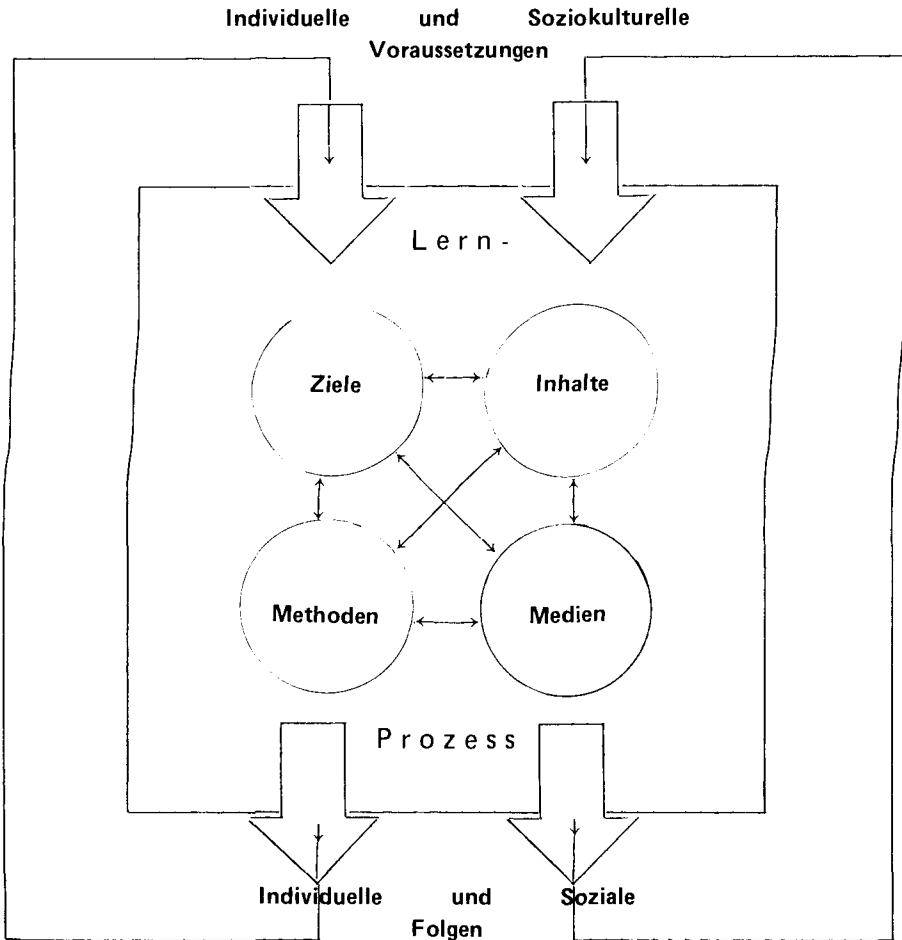 Individuelle und Soziokulturelle
Voraussetzungen
Lern-
Ziele Inhalte
Methoden Medien
Prozess
Individuelle und Soziale
Folgen